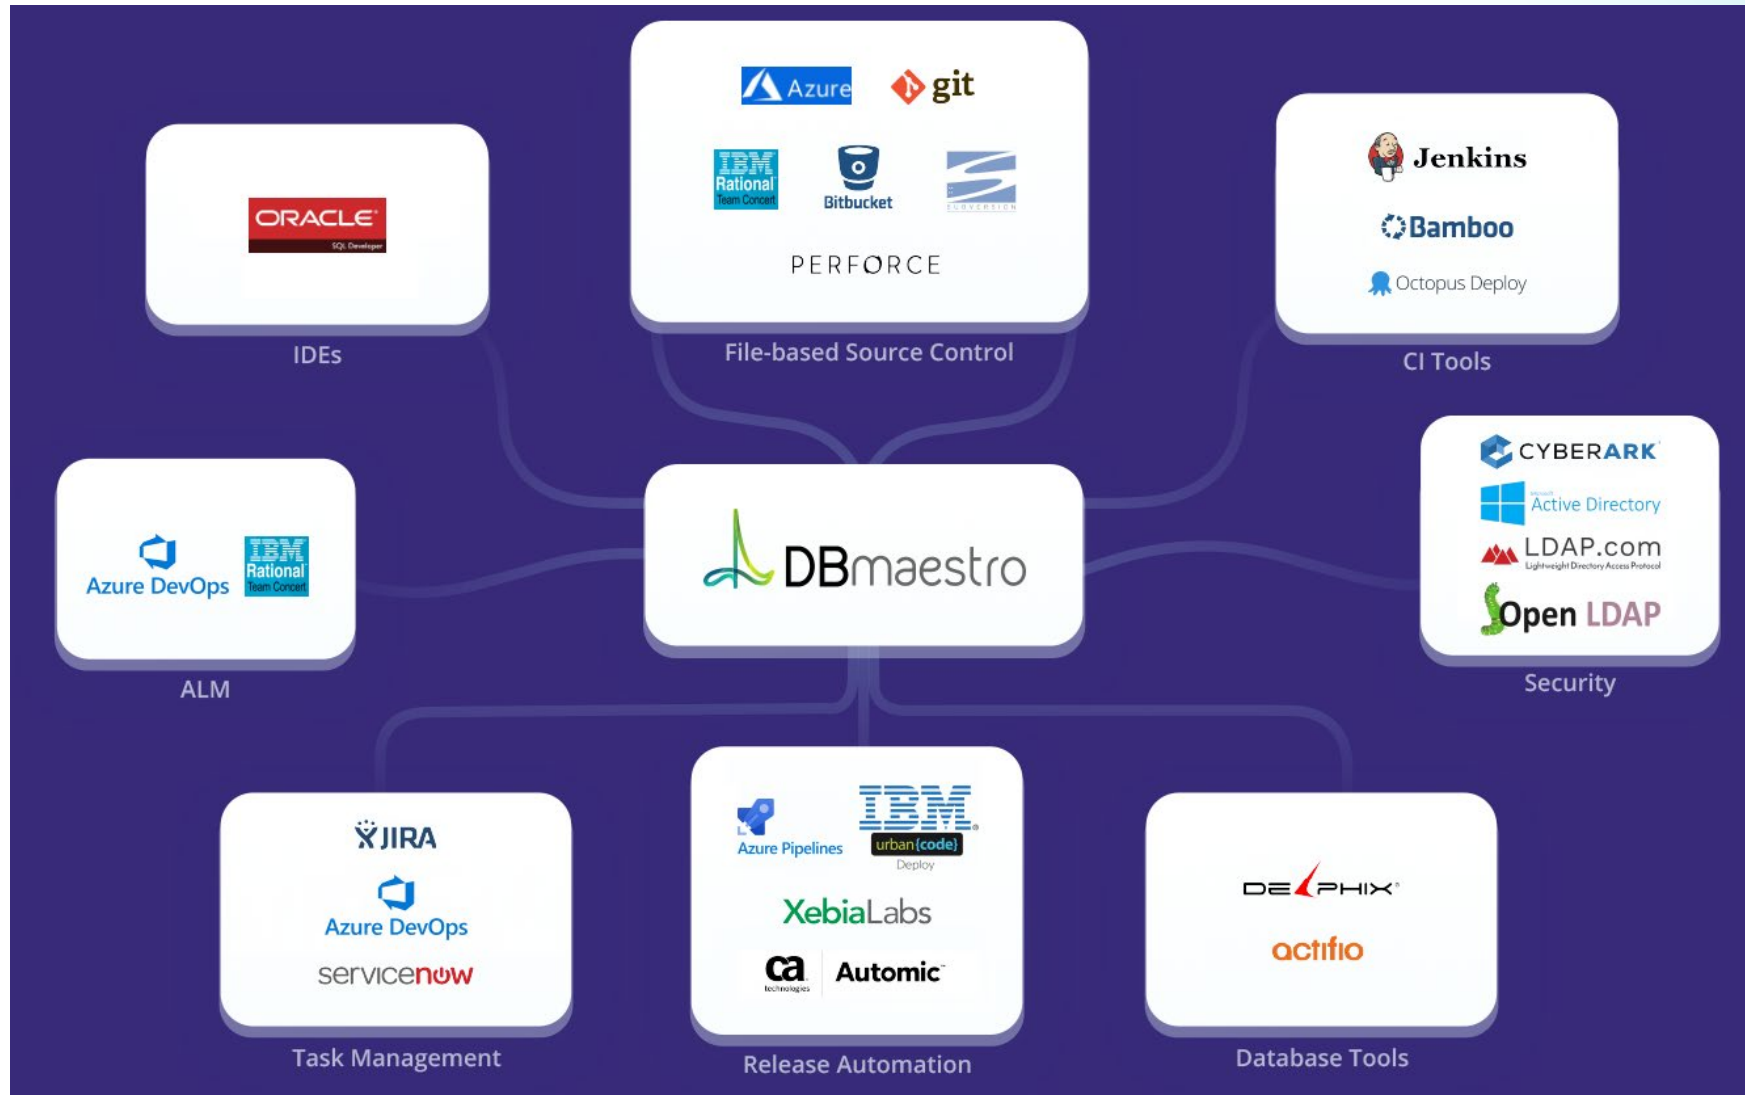 Azure
git
IBM
Rational
Team Concert
Bitbucket
SUBVERSION
PERFORCE
File-based Source Control
ORACLE
SQL Developer
IDEs
Jenkins
Bamboo
Octopus Deploy
CI Tools
Azure DevOps
IBM
Rational
Team Concert
ALM
DBmaestro
CYBERARK
Microsoft
Active Directory
LDAP.com
Lightweight Directory Access Protocol
Open LDAP
Security
JIRA
Azure DevOps
servicenow
Task Management
Azure Pipelines
IBM
urban{code}
Deploy
XebiaLabs
ca
technologies
Automic
Release Automation
DELPHIX
actifio
Database Tools